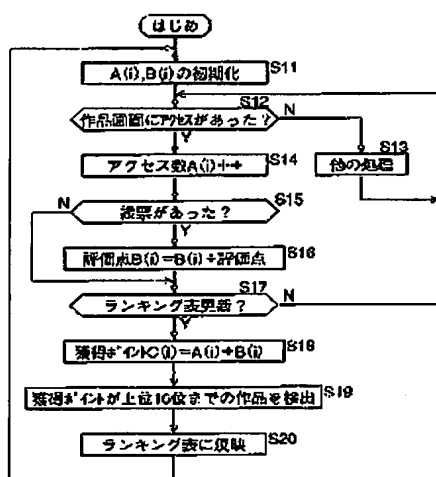 はじめ
A(i),B(i)の初期化 S11
作品画面にアクセスがあった? S12
N
Y
アクセス数A(i)++ S14
他の処理 S13
投票があった? S15
N
Y
評価点B(i)=B(i)+評価点 S16
ランキング表更新? S17
N
Y
獲得ポイントC(i)=A(i)+B(i) S18
獲得ポイントが上位10位までの作品を検出 S19
ランキング表に反映 S20